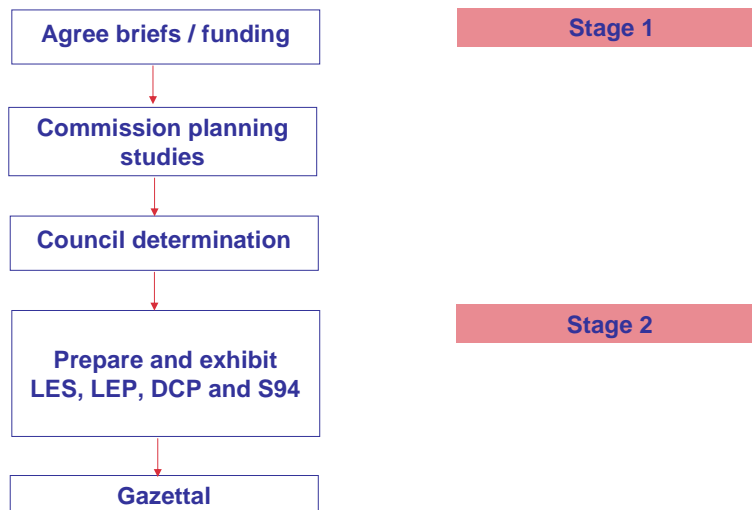 Agree briefs / funding
Stage 1
Commission planning
studies
Council determination
Stage 2
Prepare and exhibit
LES, LEP, DCP and S94
Gazettal